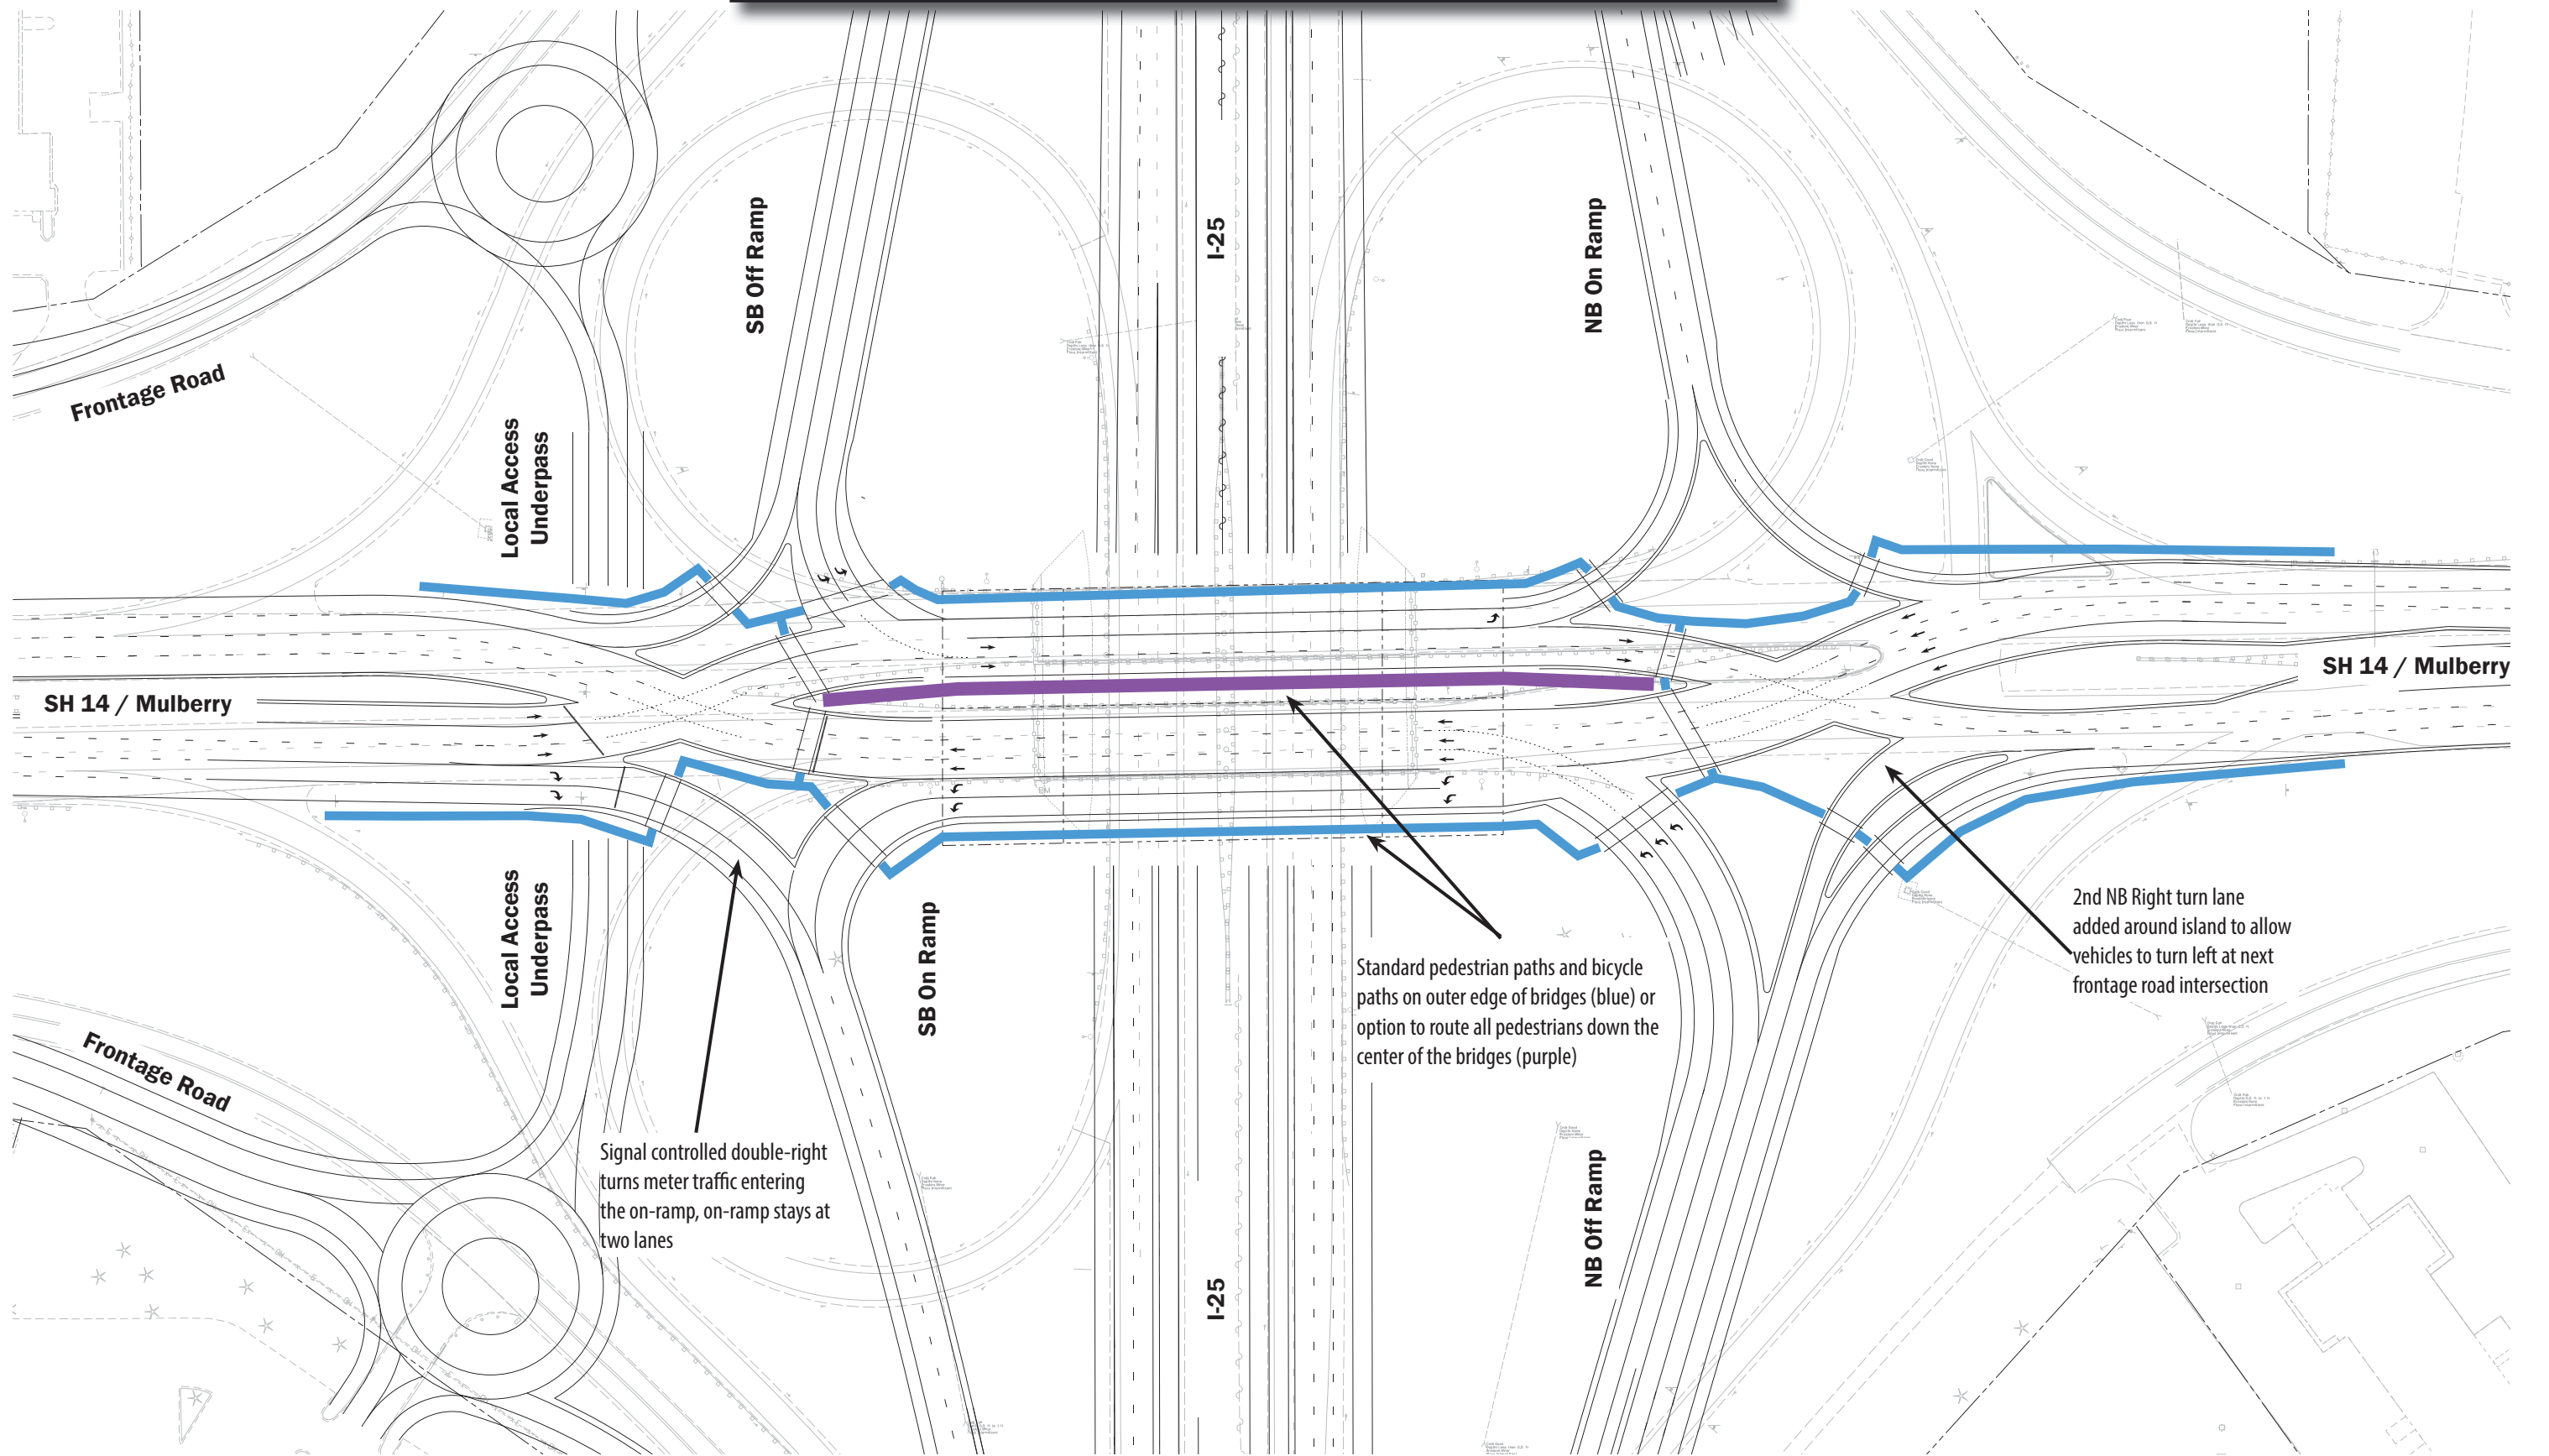 SB Off Ramp
I-25
NB On Ramp
Frontage Road
Local Access
Underpass
SH 14 / Mulberry
SH 14 / Mulberry
Local Access
Underpass
SB On Ramp
Frontage Road
2nd NB Right turn lane
added around island to allow
vehicles to turn left at next
frontage road intersection
Standard pedestrian paths and bicycle
paths on outer edge of bridges (blue) or
option to route all pedestrians down the
center of the bridges (purple)
Signal controlled double-right
turns meter traffic entering
the on-ramp, on-ramp stays at
two lanes
I-25
NB Off Ramp